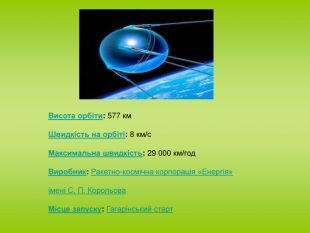 Висота орбіти: 577 км
Швидкість на орбіті: 8 км/с
Максимальна швидкість: 29 000 км/год
Виробник: Ракетно-космічна корпорація «Енергія»
імені С. П. Корольова
Місце запуску: Гагарінський старт